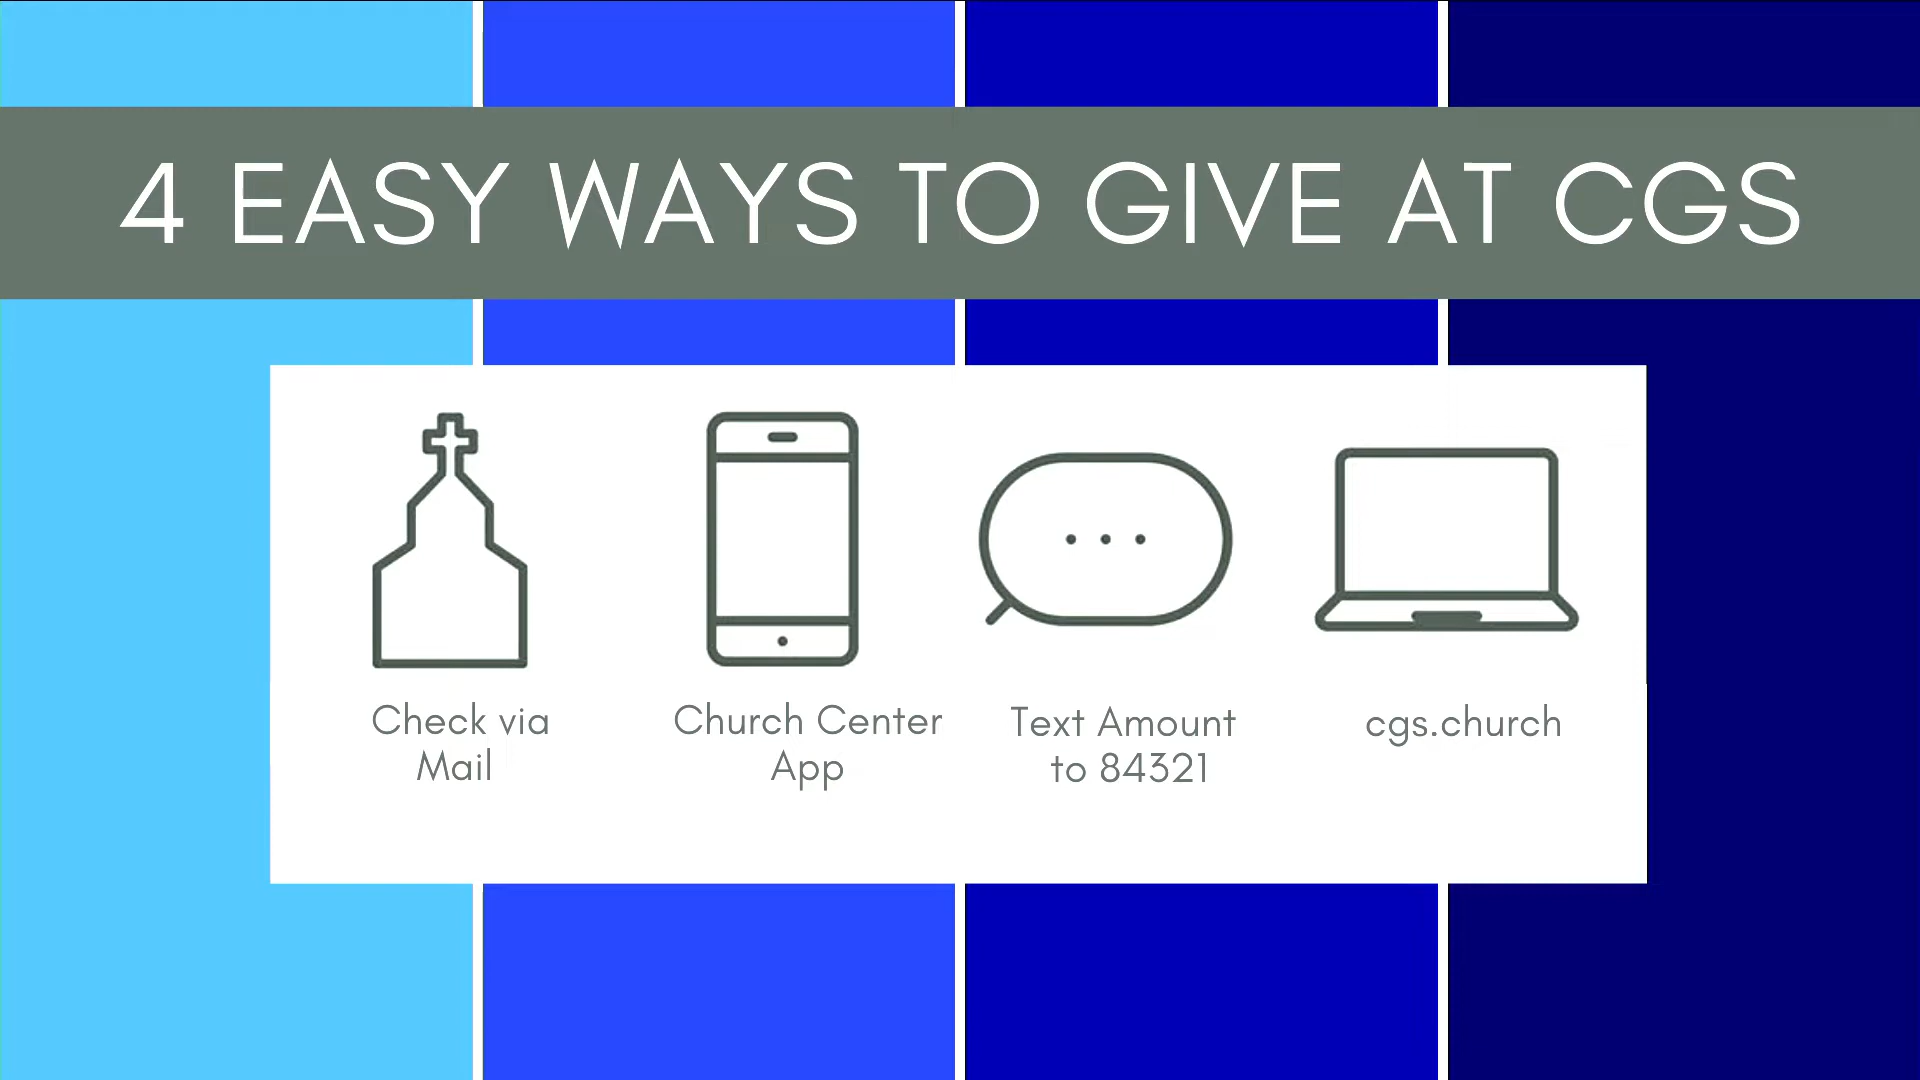 4 EASY WAYS TO GIVE AT CGS
Check via
Mail
Church Center
App
Text Amount
to 84321
cgs.church